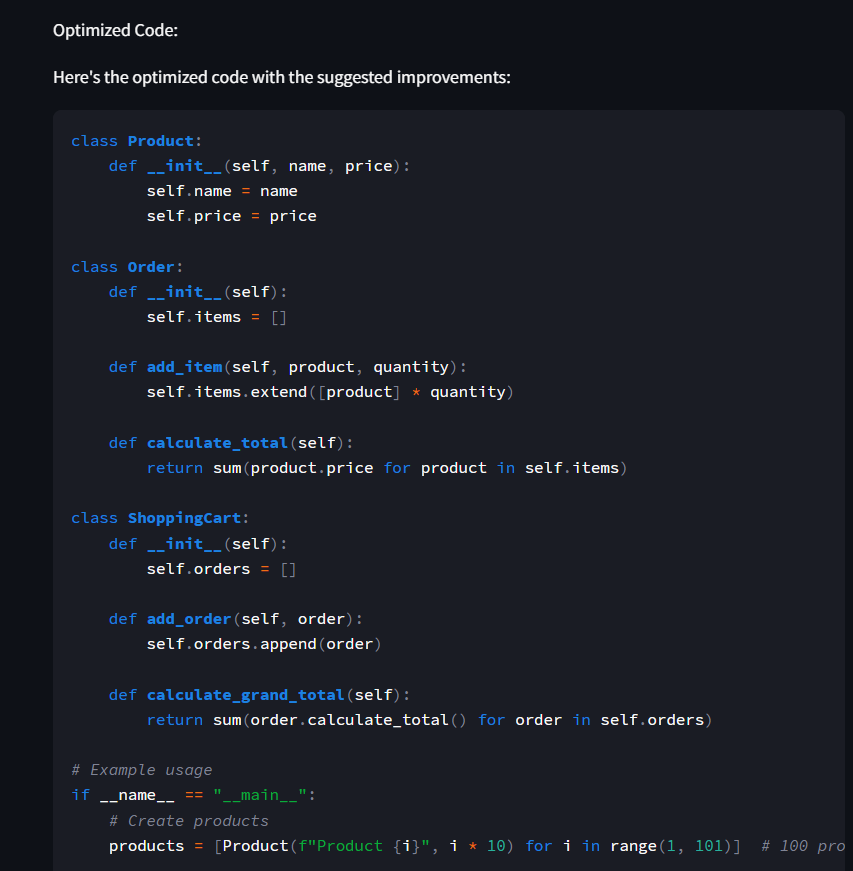 Optimized Code:
Here's the optimized code with the suggested improvements:
class Product:
    def __init__(self, name, price):
        self.name = name
        self.price = price
class Order:
    def __init__(self):
        self.items = []
    def add_item(self, product, quantity):
        self.items.extend([product] * quantity)
    def calculate_total(self):
        return sum(product.price for product in self.items)
class ShoppingCart:
    def __init__(self):
        self.orders = []
    def add_order(self, order):
        self.orders.append(order)
    def calculate_grand_total(self):
        return sum(order.calculate_total() for order in self.orders)
# Example usage
if __name__ == "__main__":
    # Create products
    products = [Product(f"Product {i}", i * 10) for i in range(1, 101)]  # 100 pro